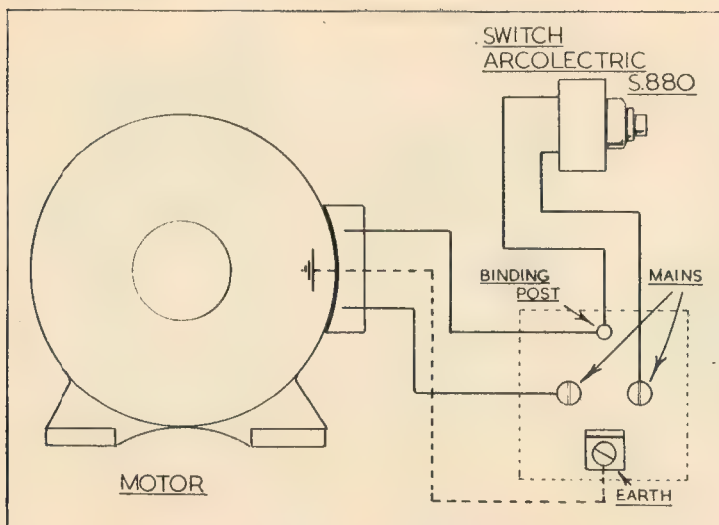 SWITCH
ARCOLECTRIC
S.880
BINDING
POST
MAINS
EARTH
MOTOR